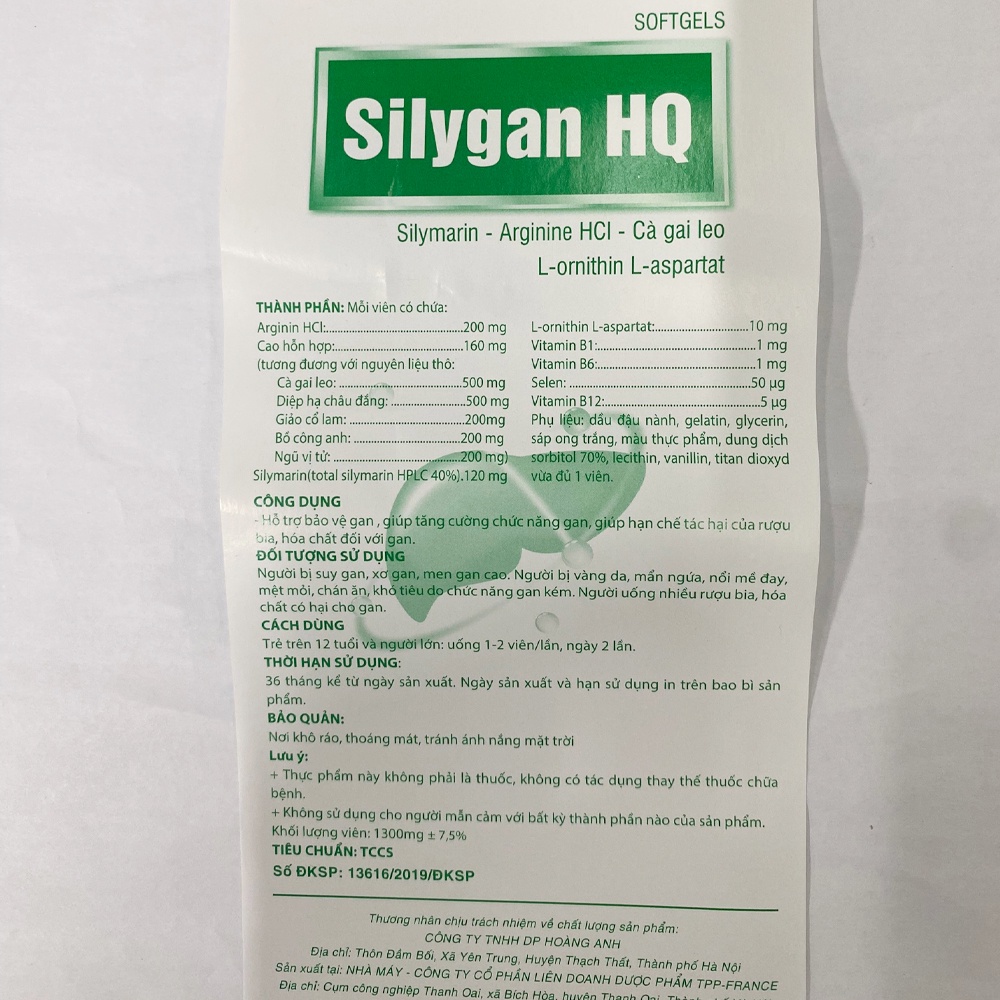 SOFTGELS
Silygan HQ
Silymarin - Arginine HCl - Cà gai leo
L-ornithin L-aspartat
THÀNH PHẦN: Mỗi viên có chứa:
Arginin HCl:..........................................200 mg
Cao hỗn hợp:.......................................160 mg
(tương đương với nguyên liệu thô:
Cà gai leo: ....................................500 mg
Diệp hạ châu đắng: ......................500 mg
Giảo cổ lam: ...................................200mg
Bồ công anh: .................................200 mg
Ngũ vị tử: ......................................200 mg)
Silymarin(total silymarin HPLC 40%).120 mg
L-ornithin L-aspartat:............................10 mg
Vitamin B1:................................................1 mg
Vitamin B6:................................................1 mg
Selen: .......................................................50 µg
Vitamin B12:...............................................5 µg
Phụ liệu: dầu đậu nành, gelatin, glycerin,
sáp ong trắng, màu thực phẩm, dung dịch
sorbitol 70%, lecithin, vanillin, titan dioxyd
vừa đủ 1 viên.
CÔNG DỤNG
- Hỗ trợ bảo vệ gan , giúp tăng cường chức năng gan, giúp hạn chế tác hại của rượu
bia, hóa chất đối với gan.
ĐỐI TƯỢNG SỬ DỤNG
Người bị suy gan, xơ gan, men gan cao. Người bị vàng da, mẩn ngứa, nổi mề đay,
mệt mỏi, chán ăn, khó tiêu do chức năng gan kém. Người uống nhiều rượu bia, hóa
chất có hại cho gan.
CÁCH DÙNG
Trẻ trên 12 tuổi và người lớn: uống 1-2 viên/lần, ngày 2 lần.
THỜI HẠN SỬ DỤNG:
36 tháng kể từ ngày sản xuất. Ngày sản xuất và hạn sử dụng in trên bao bì sản
phẩm.
BẢO QUẢN:
Nơi khô ráo, thoáng mát, tránh ánh nắng mặt trời
Lưu ý:
+ Thực phẩm này không phải là thuốc, không có tác dụng thay thế thuốc chữa
bệnh.
+ Không sử dụng cho người mẫn cảm với bất kỳ thành phần nào của sản phẩm.
Khối lượng viên: 1300mg ± 7,5%
TIÊU CHUẨN: TCCS
Số ĐKSP: 13616/2019/ĐKSP
Thương nhân chịu trách nhiệm về chất lượng sản phẩm:
CÔNG TY TNHH DP HOÀNG ANH
Địa chỉ: Thôn Đầm Bối, Xã Yên Trung, Huyện Thạch Thất, Thành phố Hà Nội
Sản xuất tại: NHÀ MÁY - CÔNG TY CỔ PHẦN LIÊN DOANH DƯỢC PHẨM TPP-FRANCE
Địa chỉ: Cụm công nghiệp Thanh Oai, xã Bích Hòa, huyện Thanh Oai,